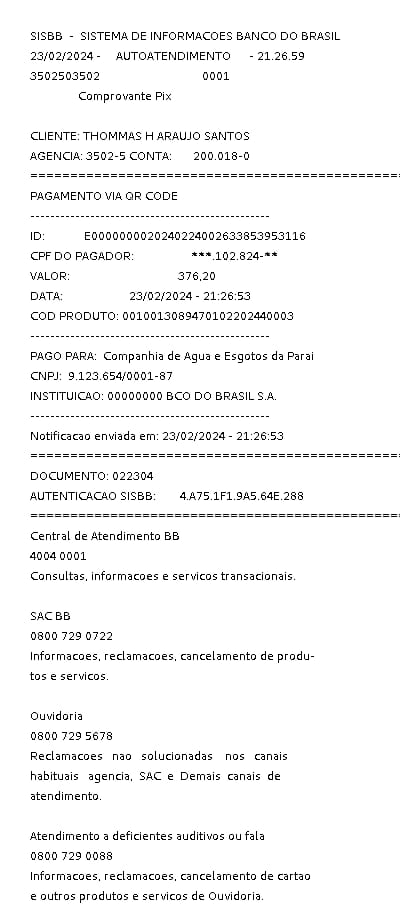 SISBB - SISTEMA DE INFORMACOES BANCO DO BRASIL
23/02/2024 - AUTOATENDIMENTO - 21.26.59
3502503502 0001
Comprovante Pix
CLIENTE: THOMMAS H ARAUJO SANTOS
AGENCIA: 3502-5 CONTA: 200.018-0
================================================
PAGAMENTO VIA QR CODE
------------------------------------------------
ID: E0000000020240224002633853953116
CPF DO PAGADOR: ***.102.824-**
VALOR: 376,20
DATA: 23/02/2024 - 21:26:53
COD PRODUTO: 0010013089470102202440003
------------------------------------------------
PAGO PARA: Companhia de Agua e Esgotos da Parai
CNPJ: 9.123.654/0001-87
INSTITUICAO: 00000000 BCO DO BRASIL S.A.
------------------------------------------------
Notificacao enviada em: 23/02/2024 - 21:26:53
================================================
DOCUMENTO: 022304
AUTENTICACAO SISBB: 4.A75.1F1.9A5.64E.288
================================================
Central de Atendimento BB
4004 0001
Consultas, informacoes e servicos transacionais.
SAC BB
0800 729 0722
Informacoes, reclamacoes, cancelamento de produ-
tos e servicos.
Ouvidoria
0800 729 5678
Reclamacoes nao solucionadas nos canais
habituais agencia, SAC e Demais canais de
atendimento.
Atendimento a deficientes auditivos ou fala
0800 729 0088
Informacoes, reclamacoes, cancelamento de cartao
e outros produtos e servicos de Ouvidoria.